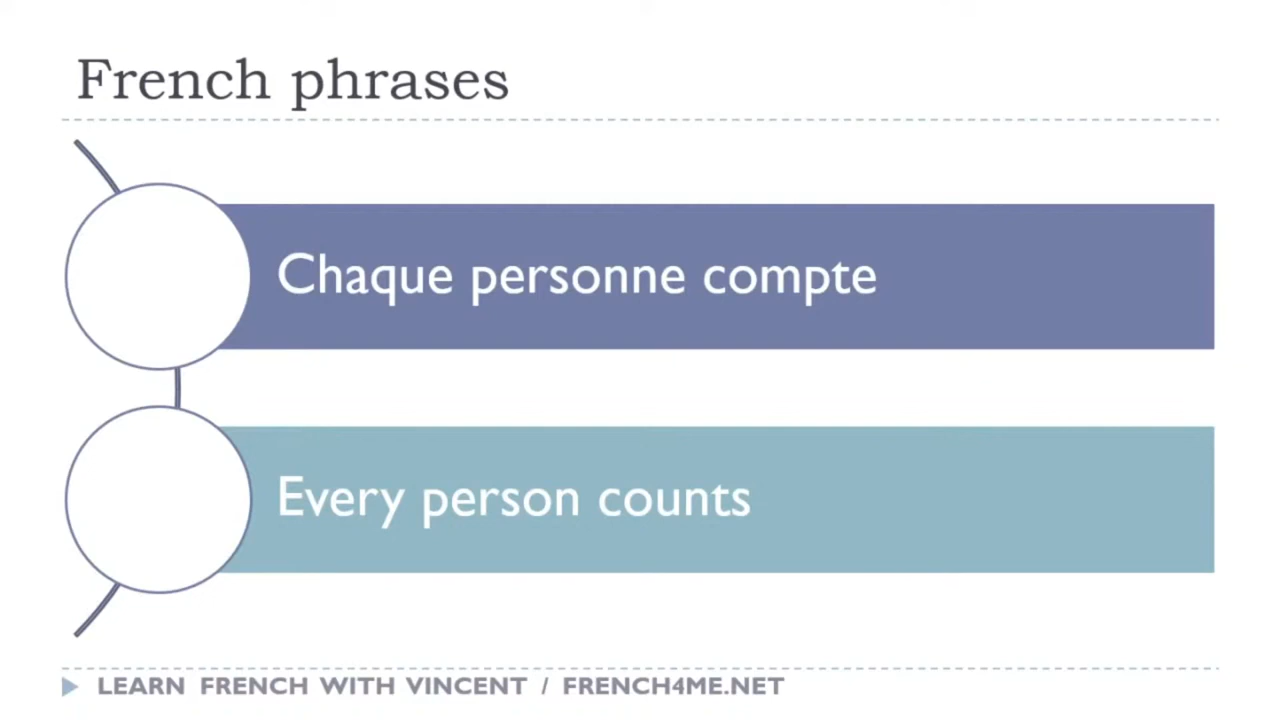 French phrases
Chaque personne compte
Every person counts
LEARN FRENCH WITH VINCENT / FRENCH4ME.NET